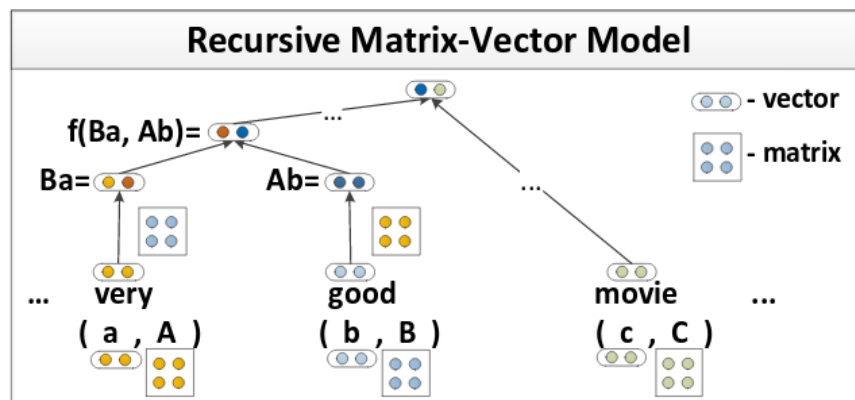 Recursive Matrix-Vector Model
- vector
...
f(Ba, Ab)=
- matrix
Ba=
Ab=
...
... very good movie ...
( a , A ) ( b , B ) ( c , C )